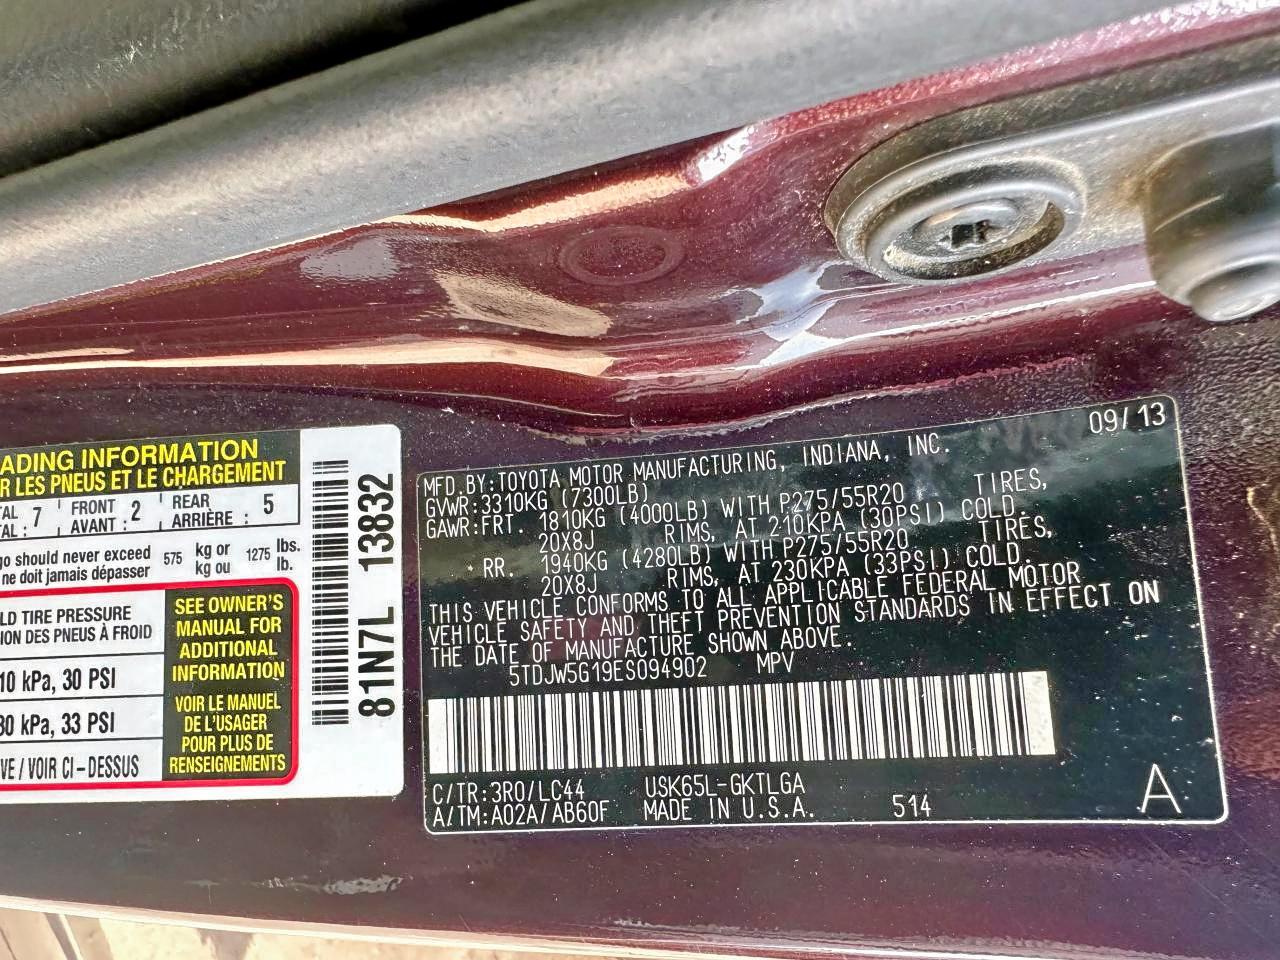 ADING INFORMATION
R LES PNEUS ET LE CHARGEMENT
TAL : 7 FRONT AVANT : 2 REAR ARRIÈRE : 5
go should never exceed 575 kg or 1275 lbs.
ne doit jamais dépasser kg ou lb.
LD TIRE PRESSURE
ION DES PNEUS À FROID
10 kPa, 30 PSI
30 kPa, 33 PSI
VE / VOIR CI-DESSUS
SEE OWNER'S
MANUAL FOR
ADDITIONAL
INFORMATION
VOIR LE MANUEL
DE L'USAGER
POUR PLUS DE
RENSEIGNEMENTS
81N7L 13832
09/13
MFD. BY: TOYOTA MOTOR MANUFACTURING, INDIANA, INC.
GVWR: 3310KG (7300LB)
GAWR: FRT. 1810KG (4000LB) WITH P275/55R20 TIRES,
20X8J RIMS, AT 210KPA (30PSI) COLD.
RR. 1940KG (4280LB) WITH P275/55R20 TIRES,
20X8J RIMS, AT 230KPA (33PSI) COLD.
THIS VEHICLE CONFORMS TO ALL APPLICABLE FEDERAL MOTOR
VEHICLE SAFETY AND THEFT PREVENTION STANDARDS IN EFFECT ON
THE DATE OF MANUFACTURE SHOWN ABOVE.
5TDJW5G19ES094902 MPV
C/TR: 3R0/LC44 USK65L-GKTLGA
A/TM: A02A/AB60F MADE IN U.S.A. 514
A